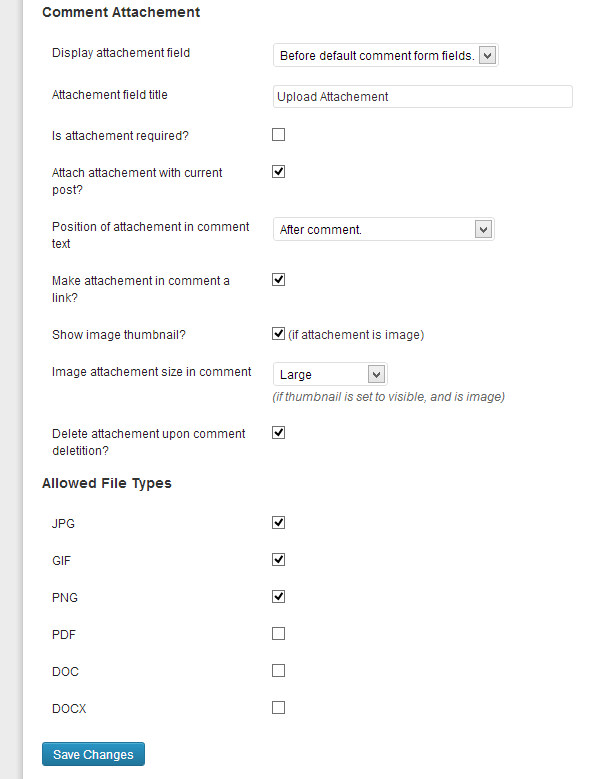 Comment Attachement
Display attachement field
Before default comment form fields.
Attachement field title
Upload Attachement
Is attachement required?
Attach attachement with current
post?
Position of attachement in comment
text
After comment.
Make attachement in comment a
link?
Show image thumbnail?
(if attachement is image)
Image attachement size in comment
Large
(if thumbnail is set to visible, and is image)
Delete attachement upon comment
deletition?
Allowed File Types
JPG
GIF
PNG
PDF
DOC
DOCX
Save Changes